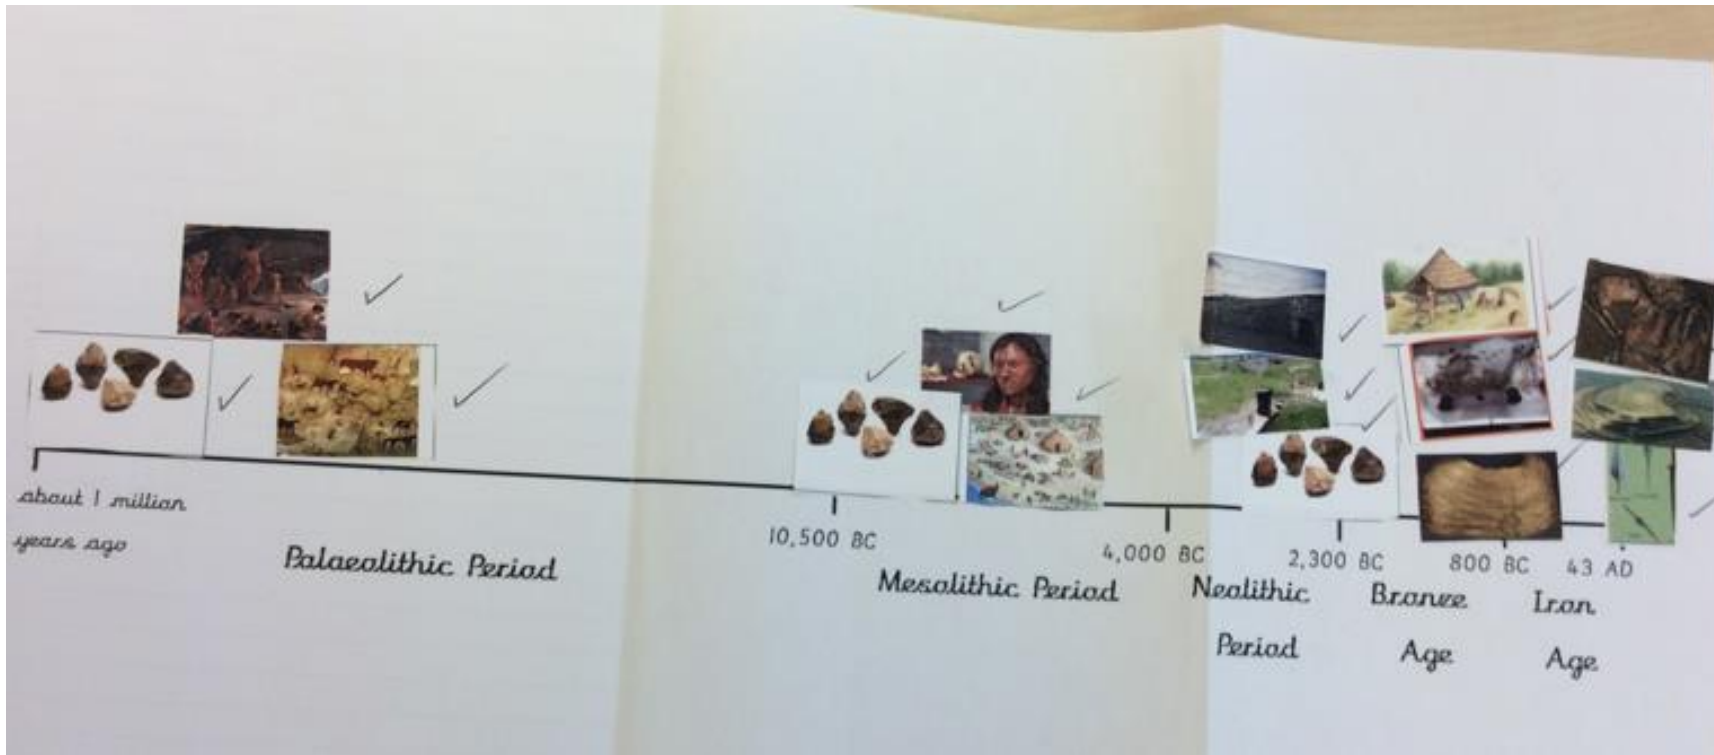 about 1 million
years ago
Palaeolithic Period
10,500 BC
Mesolithic Period
4,000 BC
Neolithic
Period
2,300 BC
Bronze
Age
800 BC
Iron
Age
43 AD